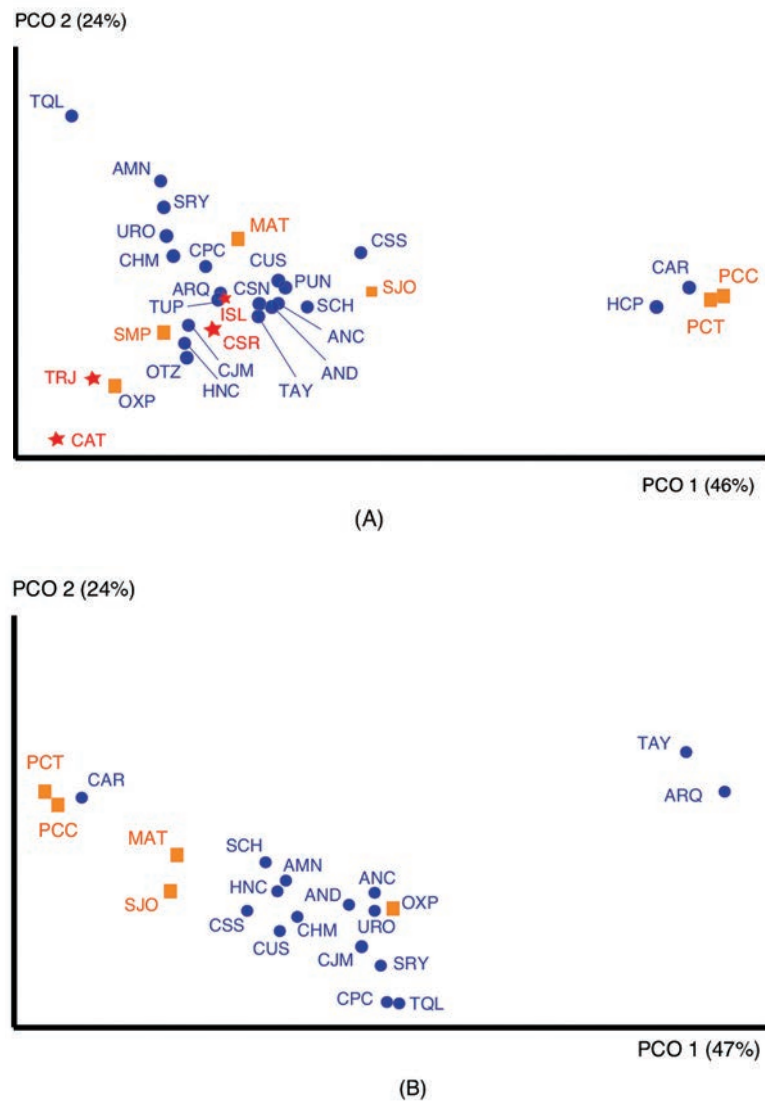 PCO 2 (24%)
TQL
AMN
SRY
URO
MAT
CHM
CPC
CUS
CSS
ARQ
CSN
PUN
SJO
CAR
PCC
TUP
ISL
SCH
HCP
PCT
SMP
CSR
ANC
OTZ
CJM
AND
TRJ
HNC
TAY
OXP
CAT
PCO 1 (46%)
(A)
PCO 2 (24%)
TAY
PCT
CAR
ARQ
PCC
MAT
SCH
AMN
ANC
HNC
AND
OXP
SJO
CSS
CHM
URO
CUS
CJM
SRY
CPC
TQL
PCO 1 (47%)
(B)